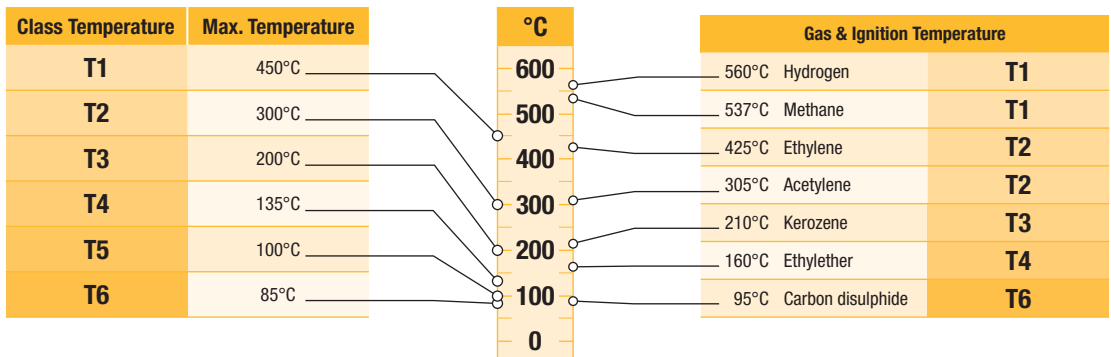 Class Temperature Max. Temperature
T1 450°C
T2 300°C
T3 200°C
T4 135°C
T5 100°C
T6 85°C
°C
600
500
400
300
200
100
0
Gas & Ignition Temperature
560°C Hydrogen T1
537°C Methane T1
425°C Ethylene T2
305°C Acetylene T2
210°C Kerozene T3
160°C Ethylether T4
95°C Carbon disulphide T6